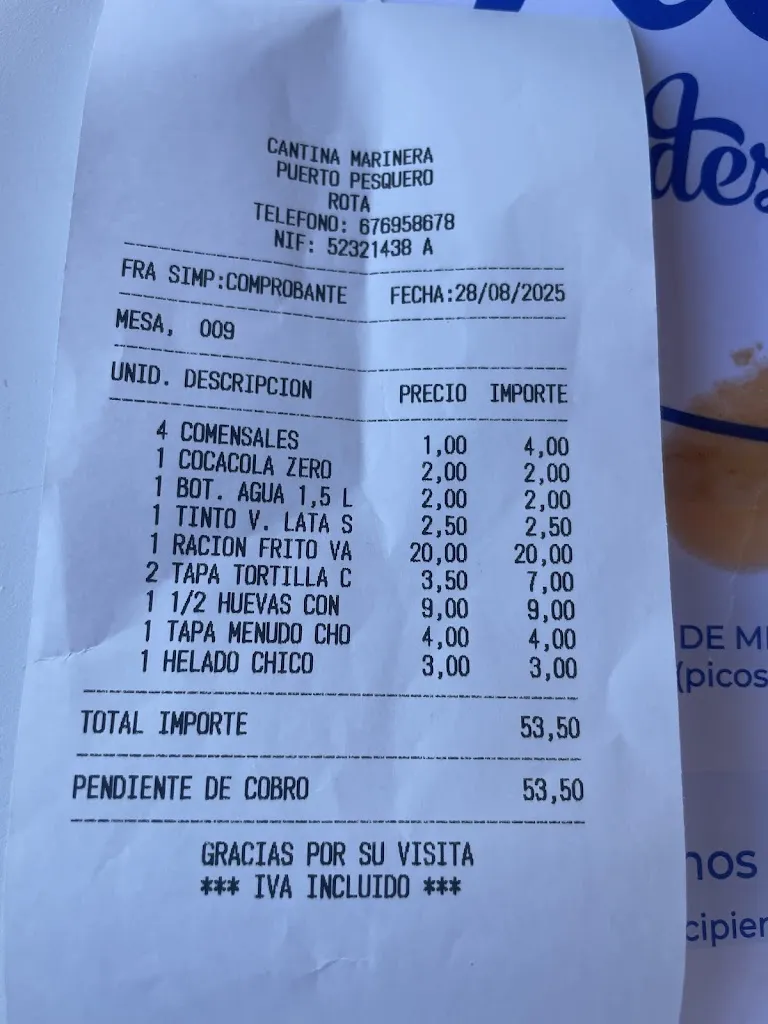 CANTINA MARINERA
PUERTO PESQUERO
ROTA
TELEFONO: 676958678
NIF: 52321438 A
FRA SIMP:COMPROBANTE FECHA:28/08/2025
MESA, 009
UNID. DESCRIPCION PRECIO IMPORTE
4 COMENSALES 1,00 4,00
1 COCACOLA ZERO 2,00 2,00
1 BOT. AGUA 1,5 L 2,00 2,00
1 TINTO V. LATA S 2,50 2,50
1 RACION FRITO VA 20,00 20,00
2 TAPA TORTILLA C 3,50 7,00
1 1/2 HUEVAS CON 9,00 9,00
1 TAPA MENUDO CHO 4,00 4,00
1 HELADO CHICO 3,00 3,00
TOTAL IMPORTE 53,50
PENDIENTE DE COBRO 53,50
GRACIAS POR SU VISITA
*** IVA INCLUIDO ***
des
DE M
(picos
nos
cipien